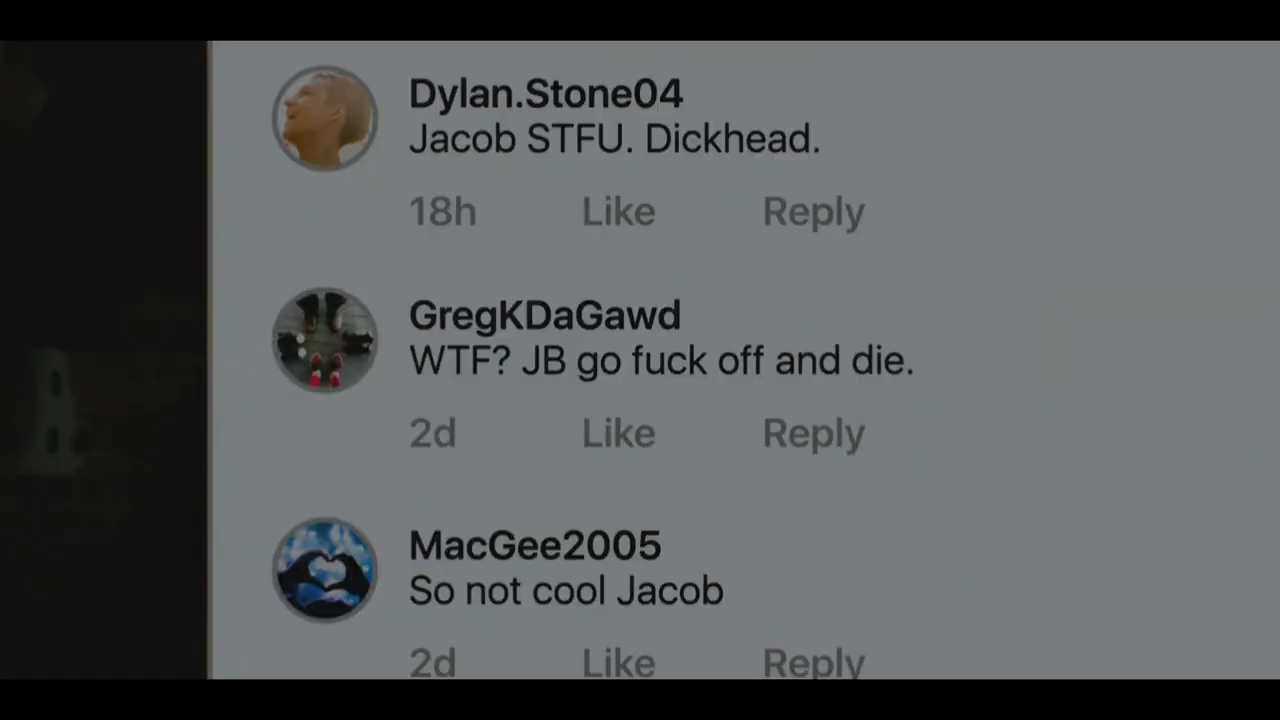 Dylan.Stone04
Jacob STFU. Dickhead.
18h Like Reply
GregKDaGawd
WTF? JB go fuck off and die.
2d Like Reply
MacGee2005
So not cool Jacob
2d Like Reply